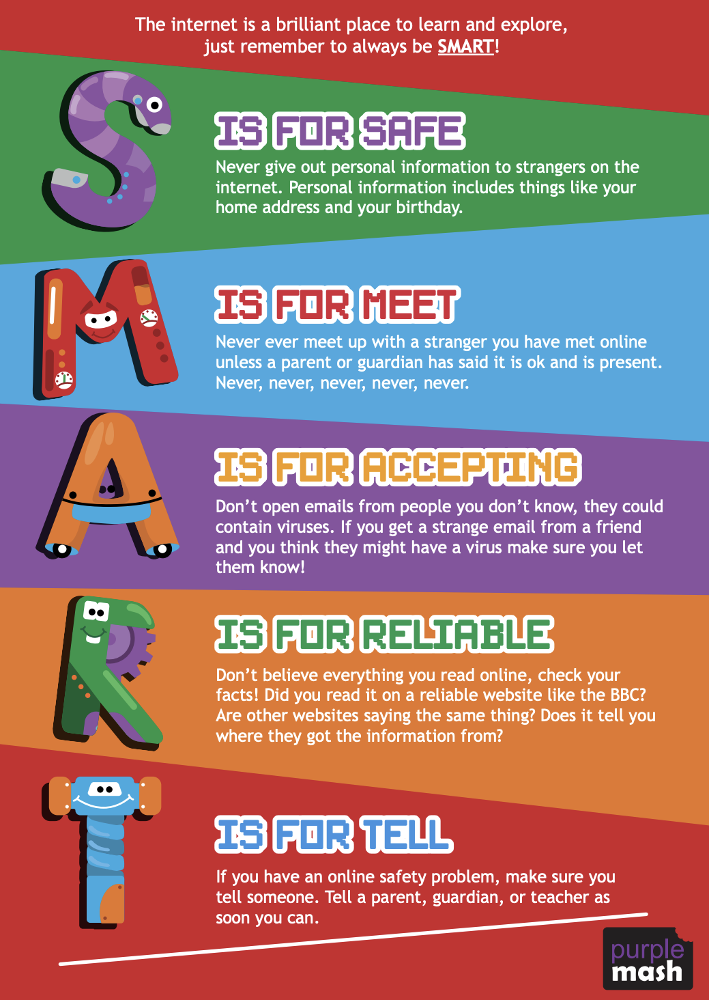 The internet is a brilliant place to learn and explore,
just remember to always be SMART!
S
IS FOR SAFE
Never give out personal information to strangers on the
internet. Personal information includes things like your
home address and your birthday.
M
IS FOR MEET
Never ever meet up with a stranger you have met online
unless a parent or guardian has said it is ok and is present.
Never, never, never, never, never.
A
IS FOR ACCEPTING
Don’t open emails from people you don’t know, they could
contain viruses. If you get a strange email from a friend
and you think they might have a virus make sure you let
them know!
R
IS FOR RELIABLE
Don’t believe everything you read online, check your
facts! Did you read it on a reliable website like the BBC?
Are other websites saying the same thing? Does it tell you
where they got the information from?
T
IS FOR TELL
If you have an online safety problem, make sure you
tell someone. Tell a parent, guardian, or teacher as
soon you can.
purple
mash